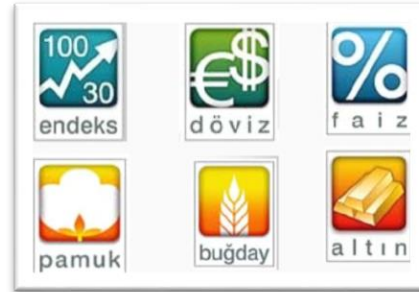 100
30
endeks
€$
döviz
%
faiz
pamuk
buğday
altın